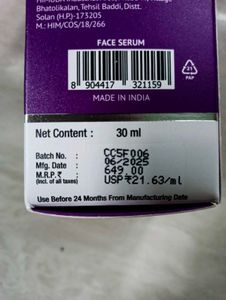 Bhatolikalan, Tehsil Baddi, Distt.
Solan (H.P.)-173205
M.: HIM/COS/18/266
FACE SERUM
8 904417 321159
MADE IN INDIA
21
PAP
Net Content : 30 ml
Batch No. : CC5F006
Mfg. Date : 06/2025
M.R.P.₹ : 649.00
(Incl. of all taxes) USP ₹21.63/ml
Use Before 24 Months From Manufacturing Date